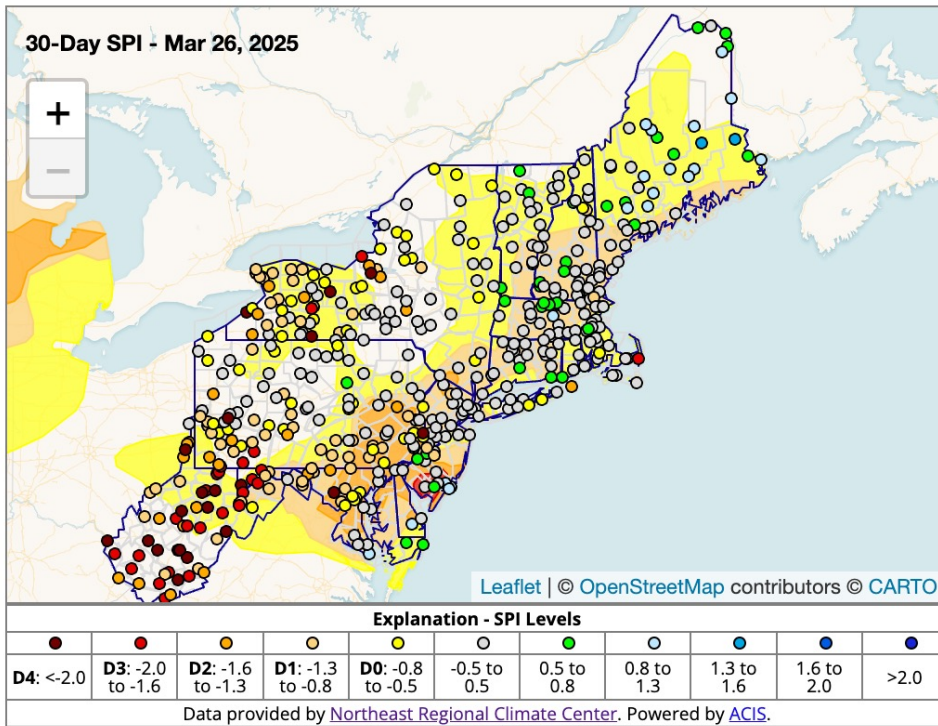 30-Day SPI - Mar 26, 2025
+
−
Leaflet | © OpenStreetMap contributors © CARTO
Explanation - SPI Levels
D4: <-2.0
D3: -2.0 to -1.6
D2: -1.6 to -1.3
D1: -1.3 to -0.8
D0: -0.8 to -0.5
-0.5 to 0.5
0.5 to 0.8
0.8 to 1.3
1.3 to 1.6
1.6 to 2.0
>2.0
Data provided by Northeast Regional Climate Center. Powered by ACIS.